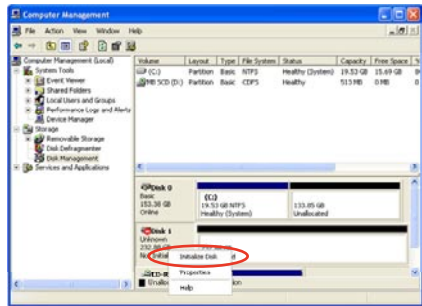 Computer Management
File Action View Window Help
Computer Management (Local)
System Tools
Event Viewer
Shared Folders
Local Users and Groups
Performance Logs and Alerts
Device Manager
Storage
Removable Storage
Disk Defragmenter
Disk Management
Services and Applications
Volume Layout Type File System Status Capacity Free Space
(C:) Partition Basic NTFS Healthy (System) 19.53 GB 15.69 GB
(D:) Partition Basic CDFS Healthy 513 MB 0 MB
Disk 0
Basic
153.38 GB
Online
(C:)
19.53 GB NTFS
Healthy (System)
133.85 GB
Unallocated
Disk 1
Unknown
Initialize Disk
Properties
Help